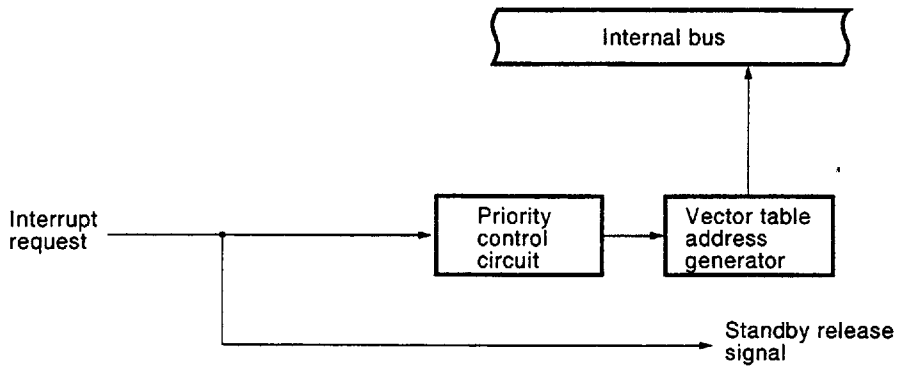 Internal bus
Interrupt
request
Priority
control
circuit
Vector table
address
generator
Standby release
signal